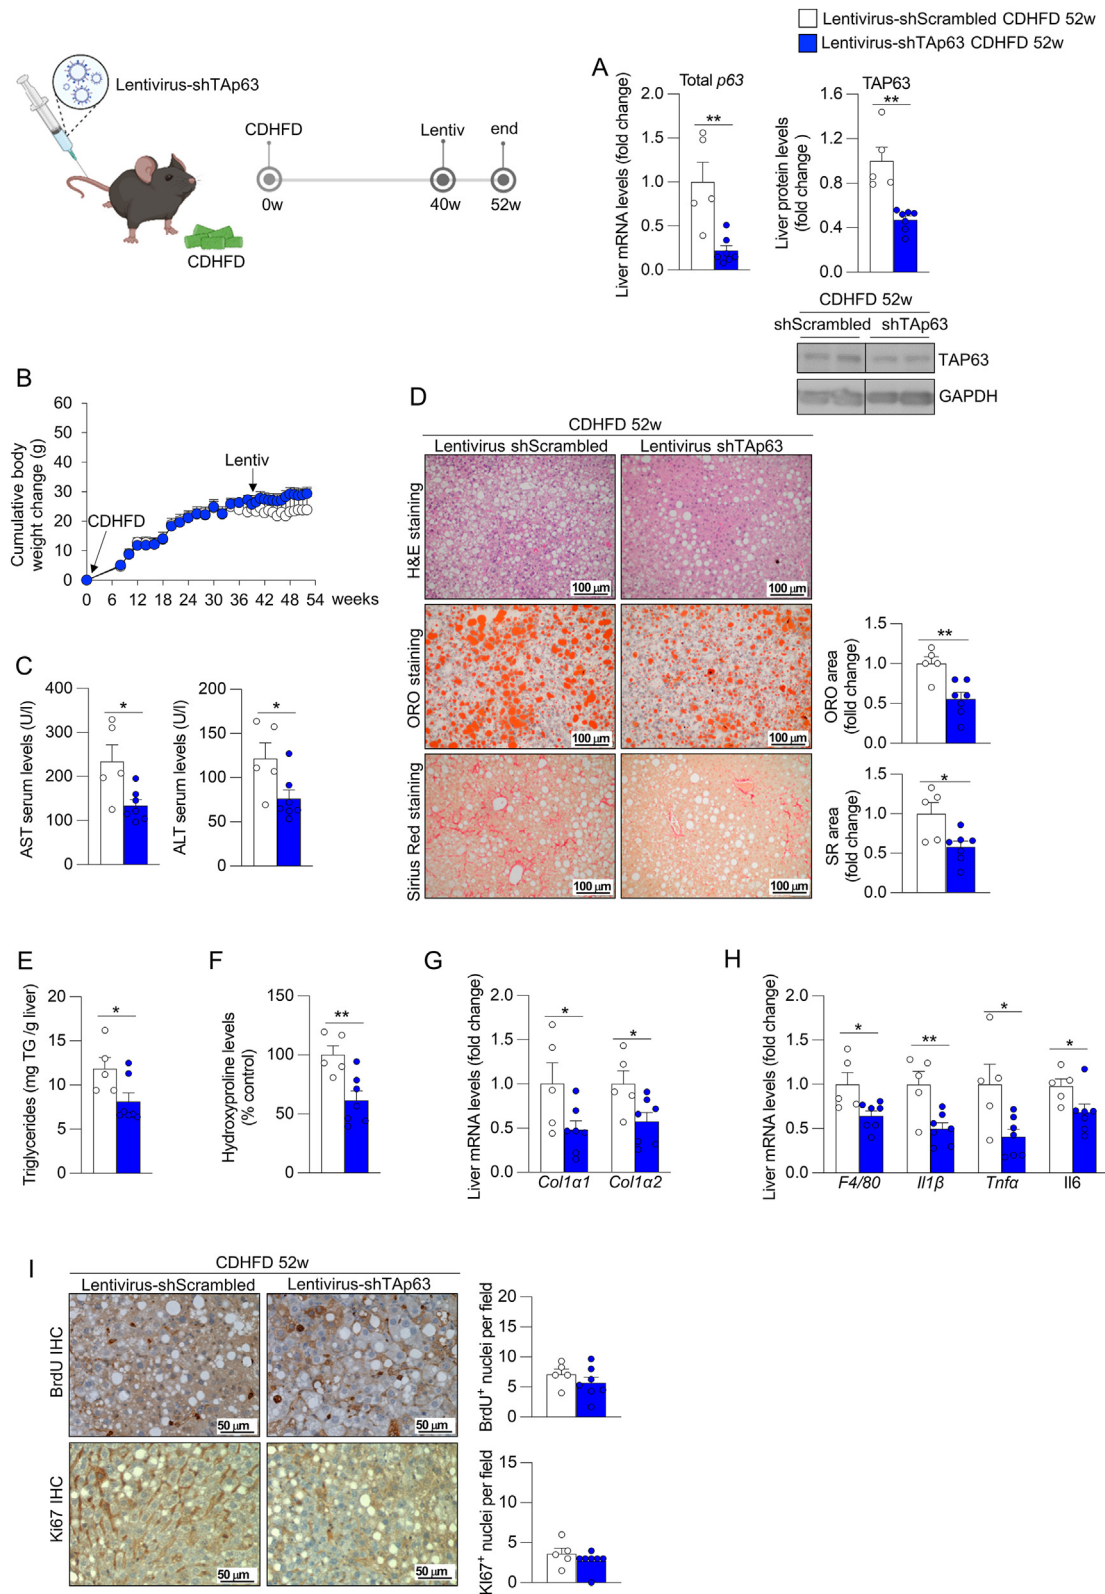 Lentivirus-shScrambled CDHFD 52w
Lentivirus-shTAp63 CDHFD 52w
Lentivirus-shTAp63
CDHFD
Lentiv
end
0w
40w
52w
CDHFD
A
Total p63
Liver mRNA levels (fold change)
2.0
1.5
1.0
0.5
0.0
**
TAP63
Liver protein levels
(fold change )
1.6
1.2
0.8
0.4
0.0
**
CDHFD 52w
shScrambled
shTAp63
TAP63
GAPDH
B
Cumulative body
weight change (g)
60
50
40
30
20
10
0
CDHFD
Lentiv
0 6 12 18 24 30 36 42 48 54 weeks
C
AST serum levels (U/l)
400
300
200
100
0
*
ALT serum levels (U/l)
200
150
100
50
0
*
D
CDHFD 52w
Lentivirus shScrambled
Lentivirus shTAp63
H&E staining
100 µm
100 µm
ORO staining
100 µm
100 µm
Sirius Red staining
100 µm
100 µm
ORO area
(fold change)
1.5
1.0
0.5
0.0
**
SR area
(fold change)
1.5
1.0
0.5
0.0
*
E
Triglycerides (mg TG /g liver)
20
15
10
5
0
*
F
Hydroxyproline levels
(% control)
150
100
50
0
**
G
Liver mRNA levels (fold change)
2.0
1.5
1.0
0.5
0.0
*
*
Col1α1
Col1α2
H
Liver mRNA levels (fold change)
2.0
1.5
1.0
0.5
0.0
*
**
*
*
F4/80
Il1β
Tnfα
Il6
I
CDHFD 52w
Lentivirus-shScrambled
Lentivirus-shTAp63
BrdU IHC
50 µm
50 µm
Ki67 IHC
50 µm
50 µm
BrdU+ nuclei per field
20
15
10
5
0
KI67+ nuclei per field
15
10
5
0